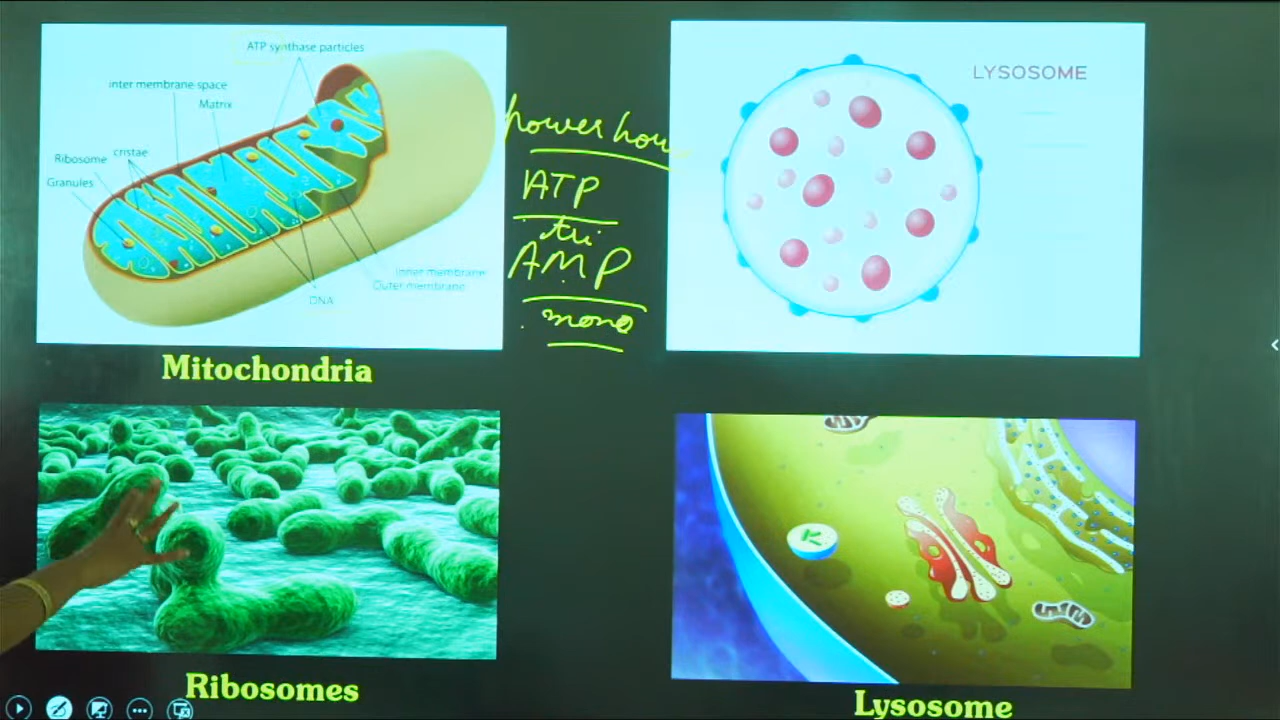 ATP synthase particles
inter membrane space
Matrix
Ribosome
cristae
Granules
Inner membrane
Outer membrane
DNA
Mitochondria
power hou
ATP
tri
AMP
mono
LYSOSOME
Ribosomes
Lysosome